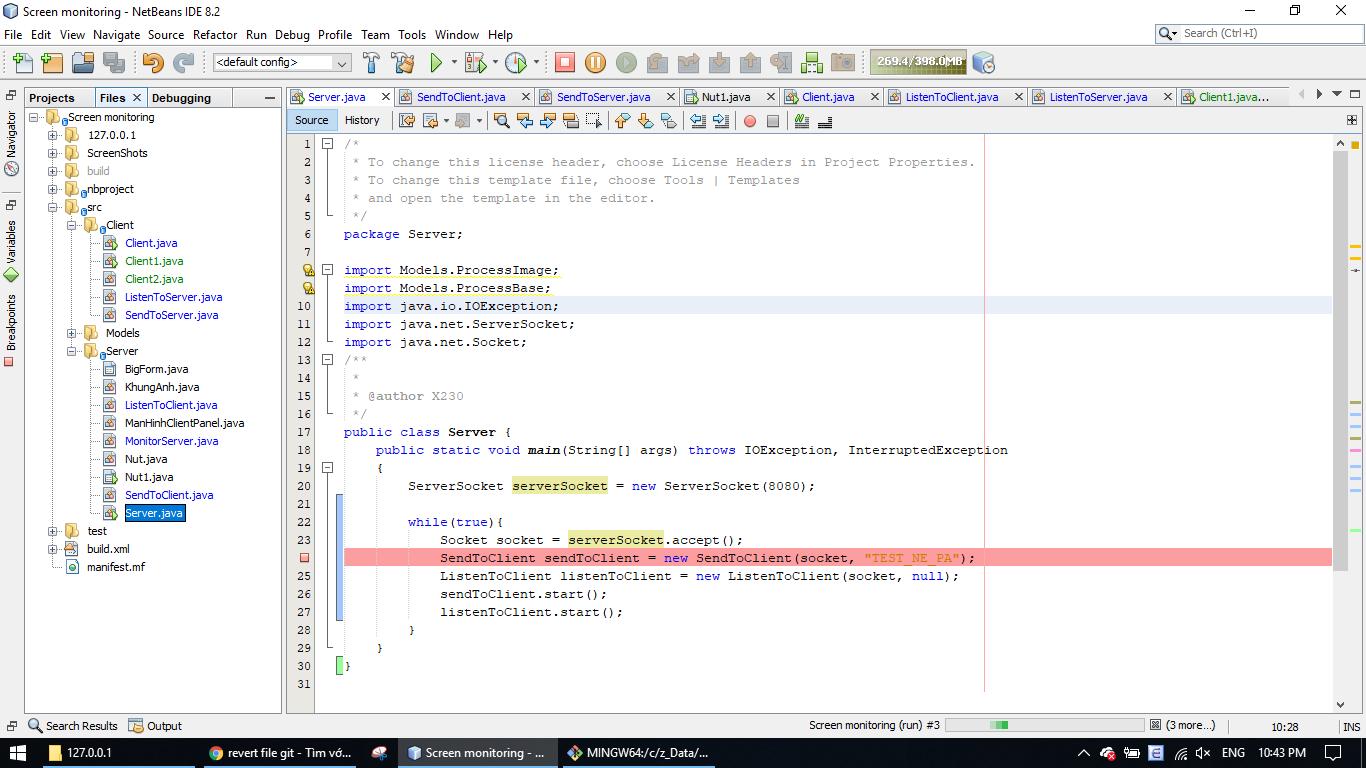 Screen monitoring - NetBeans IDE 8.2
File Edit View Navigate Source Refactor Run Debug Profile Team Tools Window Help
Search (Ctrl+I)
<default config>
269.4/398.0MB
Projects
Files
Debugging
Server.java
SendToClient.java
SendToServer.java
Nut1.java
Client.java
ListenToClient.java
ListenToServer.java
Client1.java...
Navigator
Variables
Breakpoints
Screen monitoring
127.0.0.1
ScreenShots
build
nbproject
src
Client
Client.java
Client1.java
Client2.java
ListenToServer.java
SendToServer.java
Models
Server
BigForm.java
KhungAnh.java
ListenToClient.java
ManHinhClientPanel.java
MonitorServer.java
Nut.java
Nut1.java
SendToClient.java
Server.java
test
build.xml
manifest.mf
Source
History
1 /*
2 * To change this license header, choose License Headers in Project Properties.
3 * To change this template file, choose Tools | Templates
4 * and open the template in the editor.
5 */
6 package Server;
7
import Models.ProcessImage;
import Models.ProcessBase;
10 import java.io.IOException;
11 import java.net.ServerSocket;
12 import java.net.Socket;
13 /**
14 *
15 * @author X230
16 */
17 public class Server {
18 public static void main(String[] args) throws IOException, InterruptedException
19 {
20 ServerSocket serverSocket = new ServerSocket(8080);
21
22 while(true){
23 Socket socket = serverSocket.accept();
SendToClient sendToClient = new SendToClient(socket, "TEST_NE_PA");
25 ListenToClient listenToClient = new ListenToClient(socket, null);
26 sendToClient.start();
27 listenToClient.start();
28 }
29 }
30 }
31
Search Results
Output
Screen monitoring (run) #3
(3 more...)
10:28
INS
127.0.0.1
revert file git - Tìm vớ...
Screen monitoring - ...
MINGW64:/c/z_Data/...
ENG
10:43 PM